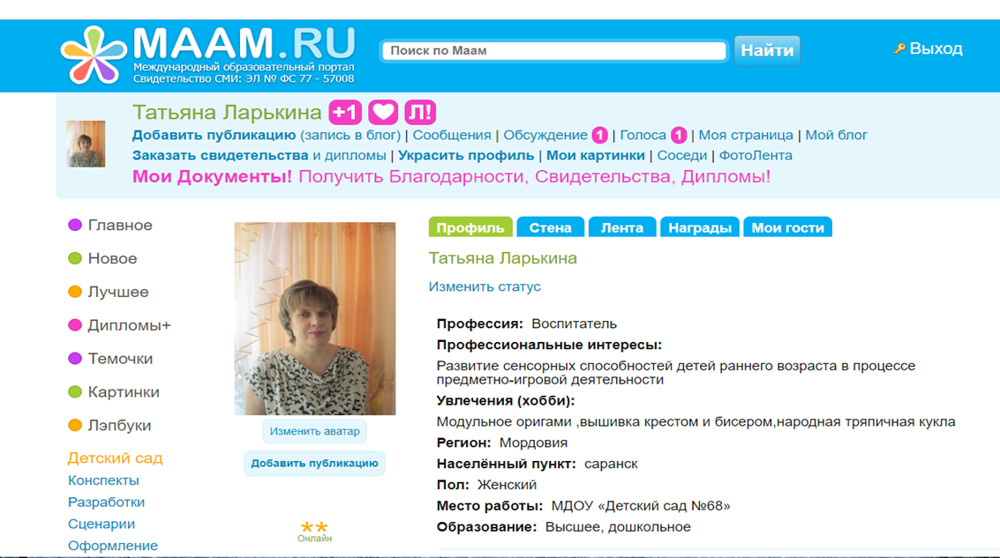 MAAM.RU
Международный образовательный портал
Свидетельство СМИ: ЭЛ № ФС 77 - 57008
Поиск по Маам
Найти
Выход
Татьяна Ларькина +1 Л!
Добавить публикацию (запись в блог) | Сообщения | Обсуждение 1 | Голоса 1 | Моя страница | Мой блог
Заказать свидетельства и дипломы | Украсить профиль | Мои картинки | Соседи | ФотоЛента
Мои Документы! Получить Благодарности, Свидетельства, Дипломы!
Главное
Новое
Лучшее
Дипломы+
Темочки
Картинки
Лэпбуки
Детский сад
Конспекты
Разработки
Сценарии
Оформление
Изменить аватар
Добавить публикацию
Онлайн
Профиль Стена Лента Награды Мои гости
Татьяна Ларькина
Изменить статус
Профессия: Воспитатель
Профессиональные интересы:
Развитие сенсорных способностей детей раннего возраста в процессе
предметно-игровой деятельности
Увлечения (хобби):
Модульное оригами ,вышивка крестом и бисером,народная тряпичная кукла
Регион: Мордовия
Населённый пункт: саранск
Пол: Женский
Место работы: МДОУ «Детский сад №68»
Образование: Высшее, дошкольное